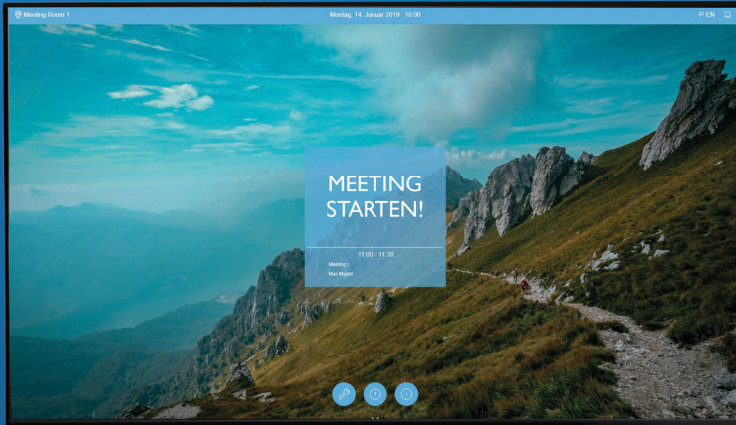 Meeting Room 1
Montag, 14. Januar 2019 10:06
EN
MEETING
STARTEN!
11:00 - 11:30
Meeting 1
Max Muster